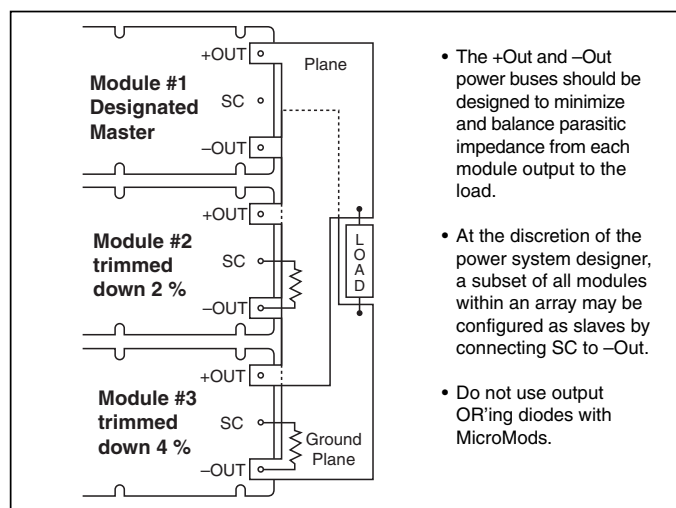 +OUT
Plane
Module #1
Designated
Master
SC
–OUT
+OUT
Module #2
trimmed
down 2 %
SC
–OUT
LOAD
+OUT
Module #3
trimmed
down 4 %
SC
Ground
Plane
–OUT
• The +Out and –Out
power buses should be
designed to minimize
and balance parasitic
impedance from each
module output to the
load.
• At the discretion of the
power system designer,
a subset of all modules
within an array may be
configured as slaves by
connecting SC to –Out.
• Do not use output
OR'ing diodes with
MicroMods.